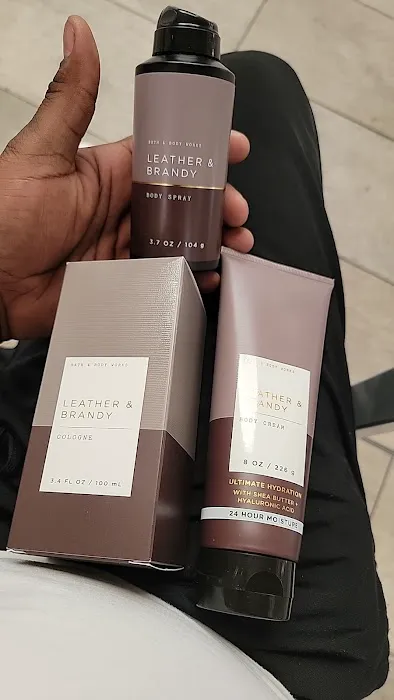 BATH & BODY WORKS
LEATHER &
BRANDY
BODY SPRAY
3.7 OZ / 104 g
BATH & BODY WORKS
LEATHER &
BRANDY
COLOGNE
3.4 FL OZ / 100 mL
BATH & BODY WORKS
LEATHER &
BRANDY
BODY CREAM
8 OZ / 226 g
ULTIMATE HYDRATION
WITH SHEA BUTTER +
HYALURONIC ACID
24 HOUR MOISTURE